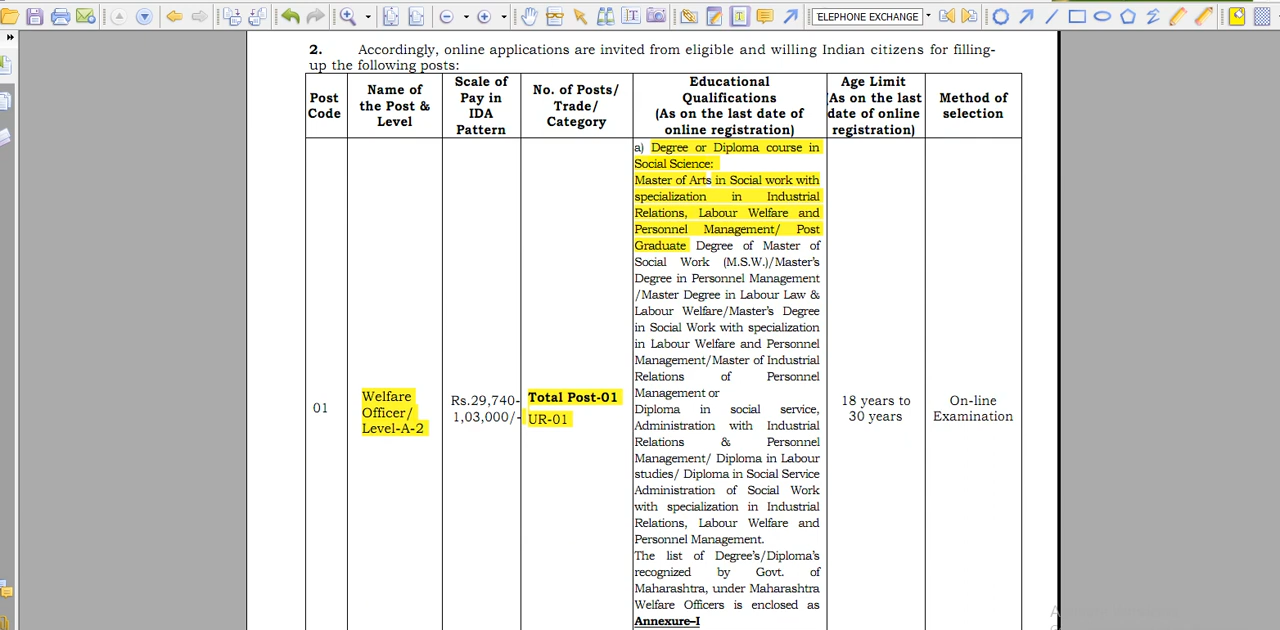 ELEPHONE EXCHANGE
2. Accordingly, online applications are invited from eligible and willing Indian citizens for filling-
up the following posts:
Post
Code
Name of
the Post &
Level
Scale of
Pay in
IDA
Pattern
No. of Posts/
Trade/
Category
Educational
Qualifications
(As on the last date of
online registration)
Age Limit
(As on the last
date of online
registration)
Method of
selection
01
Welfare
Officer/
Level-A-2
Rs.29,740-
1,03,000/-
Total Post-01
UR-01
a) Degree or Diploma course in
Social Science:
Master of Arts in Social work with
specialization in Industrial
Relations, Labour Welfare and
Personnel Management/ Post
Graduate Degree of Master of
Social Work (M.S.W.)/Master's
Degree in Personnel Management
/Master Degree in Labour Law &
Labour Welfare/Master's Degree
in Social Work with specialization
in Labour Welfare and Personnel
Management/Master of Industrial
Relations of Personnel
Management or
Diploma in social service,
Administration with Industrial
Relations & Personnel
Management/ Diploma in Labour
studies/ Diploma in Social Service
Administration of Social Work
with specialization in Industrial
Relations, Labour Welfare and
Personnel Management.
The list of Degree's/Diploma's
recognized by Govt. of
Maharashtra, under Maharashtra
Welfare Officers is enclosed as
Annexure–I
18 years to
30 years
On-line
Examination